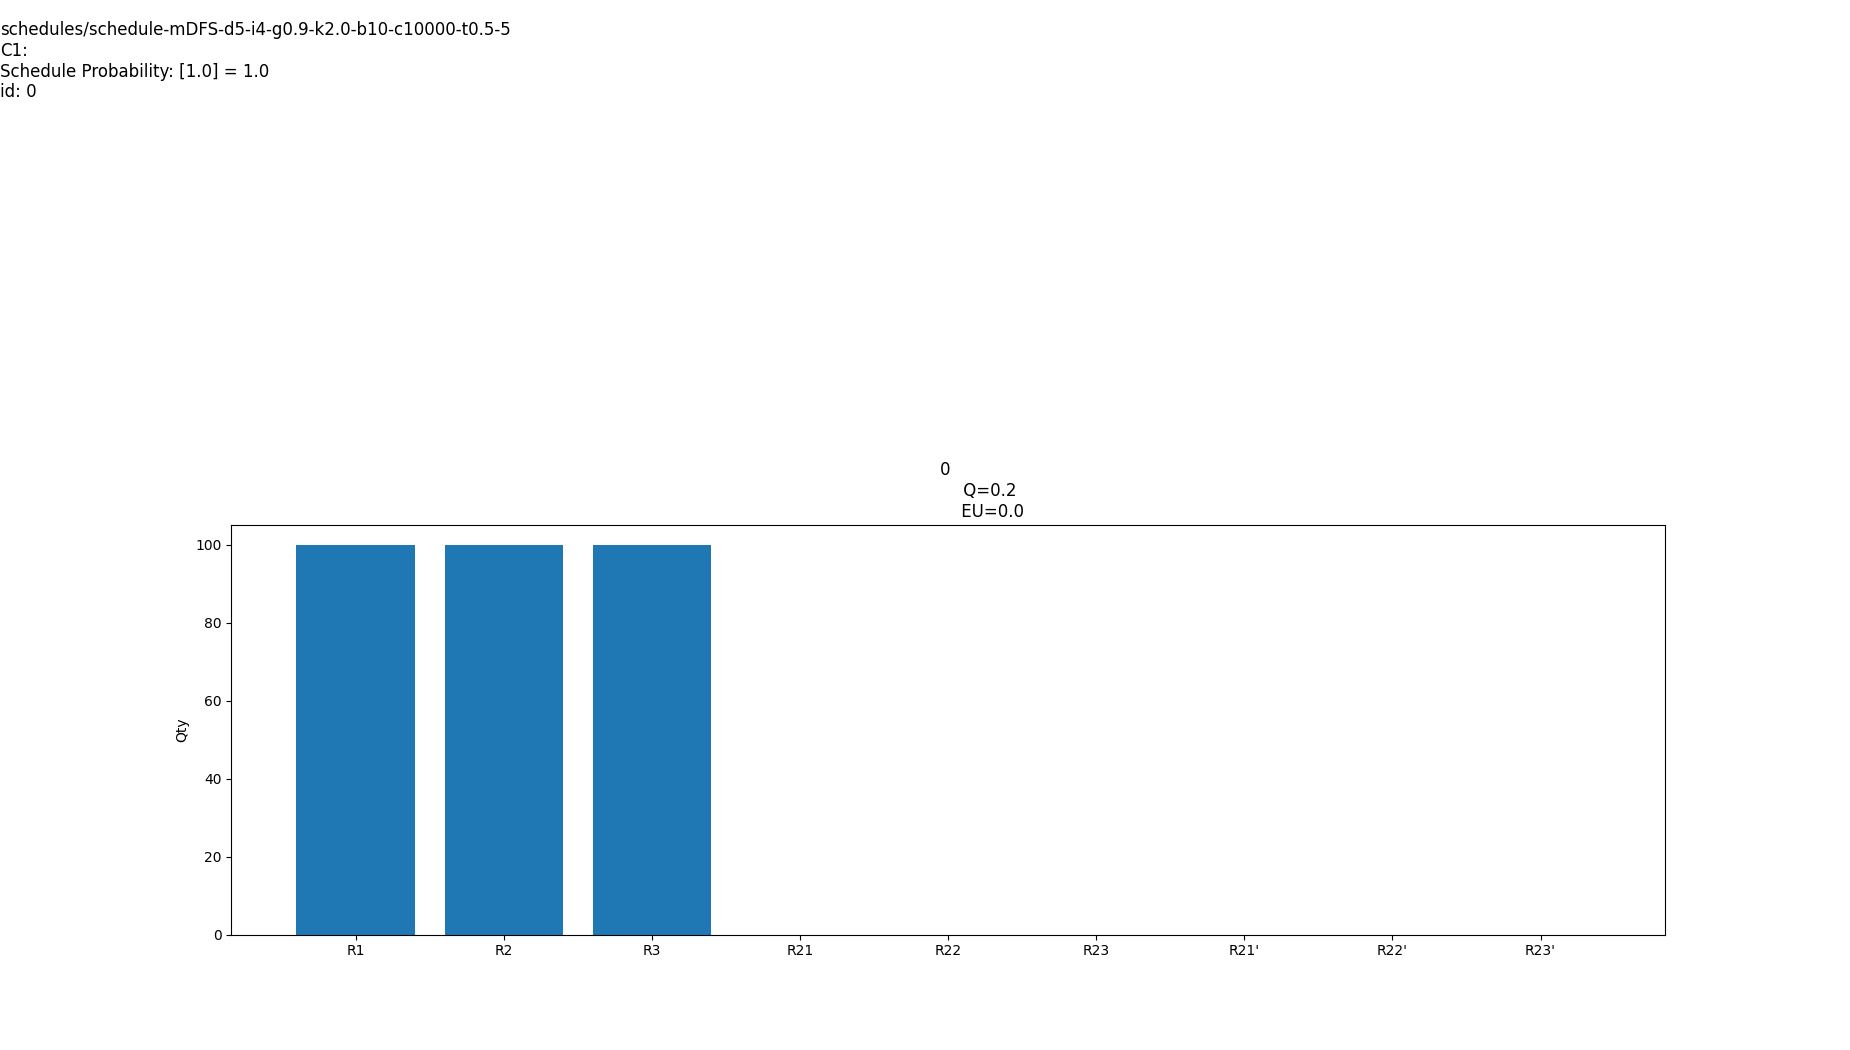 schedules/schedule-mDFS-d5-i4-g0.9-k2.0-b10-c10000-t0.5-5
C1:
Schedule Probability: [1.0] = 1.0
id: 0
0
Q=0.2
EU=0.0
100
80
60
40
20
0
Qty
R1 R2 R3 R21 R22 R23 R21' R22' R23'